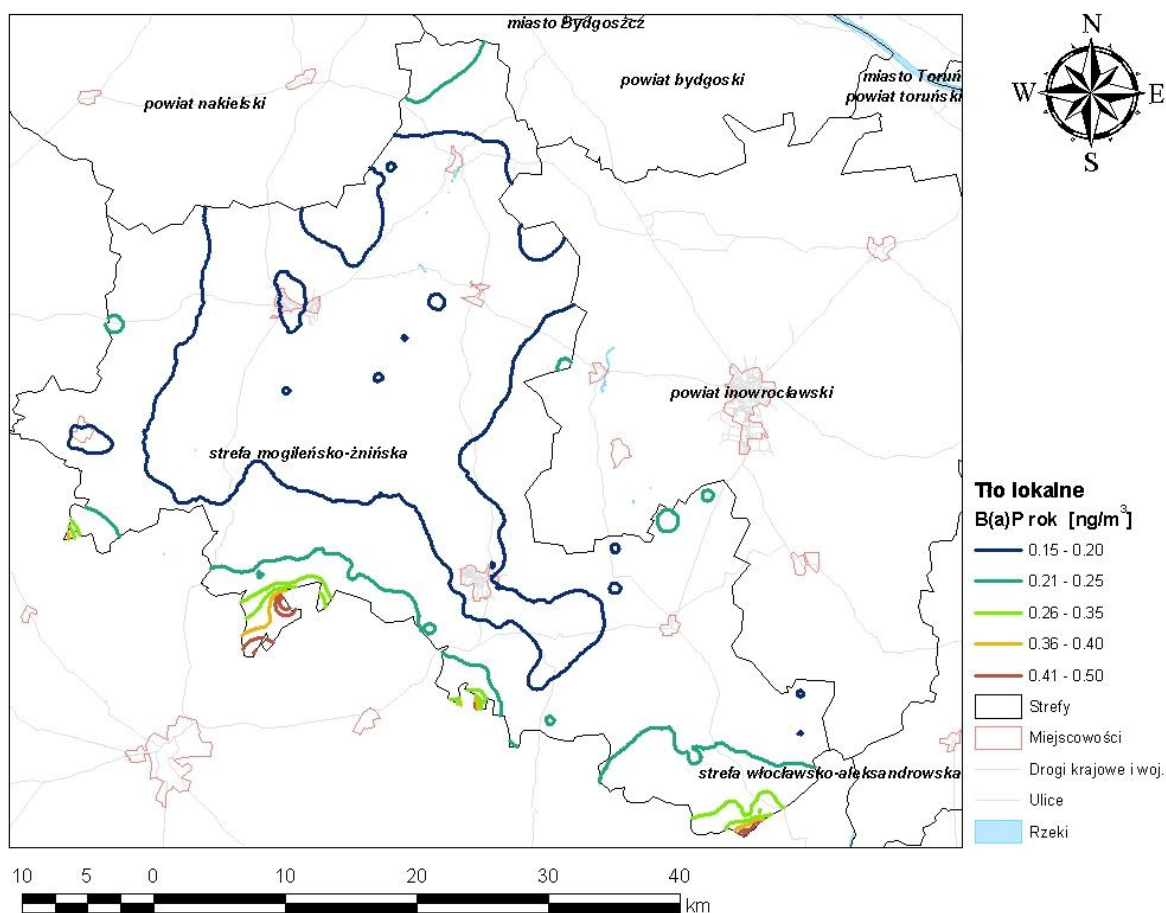 miasto Bydgoszcz
powiat nakielski
powiat bydgoski
miasto Toruń
powiat toruński
powiat inowrocławski
strefa mogileńsko-żnińska
strefa włocławsko-aleksandrowska
N
W
E
S
Tło lokalne
B(a)P rok [ng/m³]
0.15 - 0.20
0.21 - 0.25
0.26 - 0.35
0.36 - 0.40
0.41 - 0.50
Strefy
Miejscowości
Drogi krajowe i woj.
Ulice
Rzeki
10 5 0 10 20 30 40
km